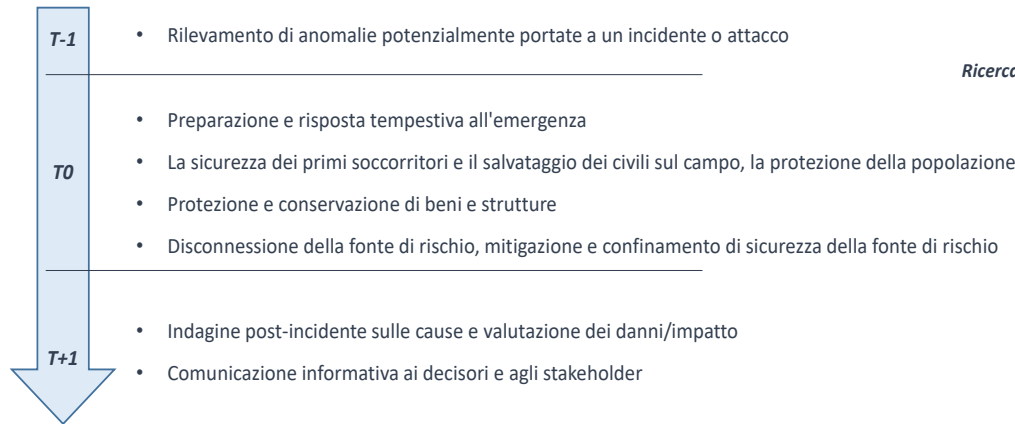 T-1
• Rilevamento di anomalie potenzialmente portate a un incidente o attacco
T0
• Preparazione e risposta tempestiva all'emergenza
• La sicurezza dei primi soccorritori e il salvataggio dei civili sul campo, la protezione della popolazione
• Protezione e conservazione di beni e strutture
• Disconnessione della fonte di rischio, mitigazione e confinamento di sicurezza della fonte di rischio
T+1
• Indagine post-incidente sulle cause e valutazione dei danni/impatto
• Comunicazione informativa ai decisori e agli stakeholder